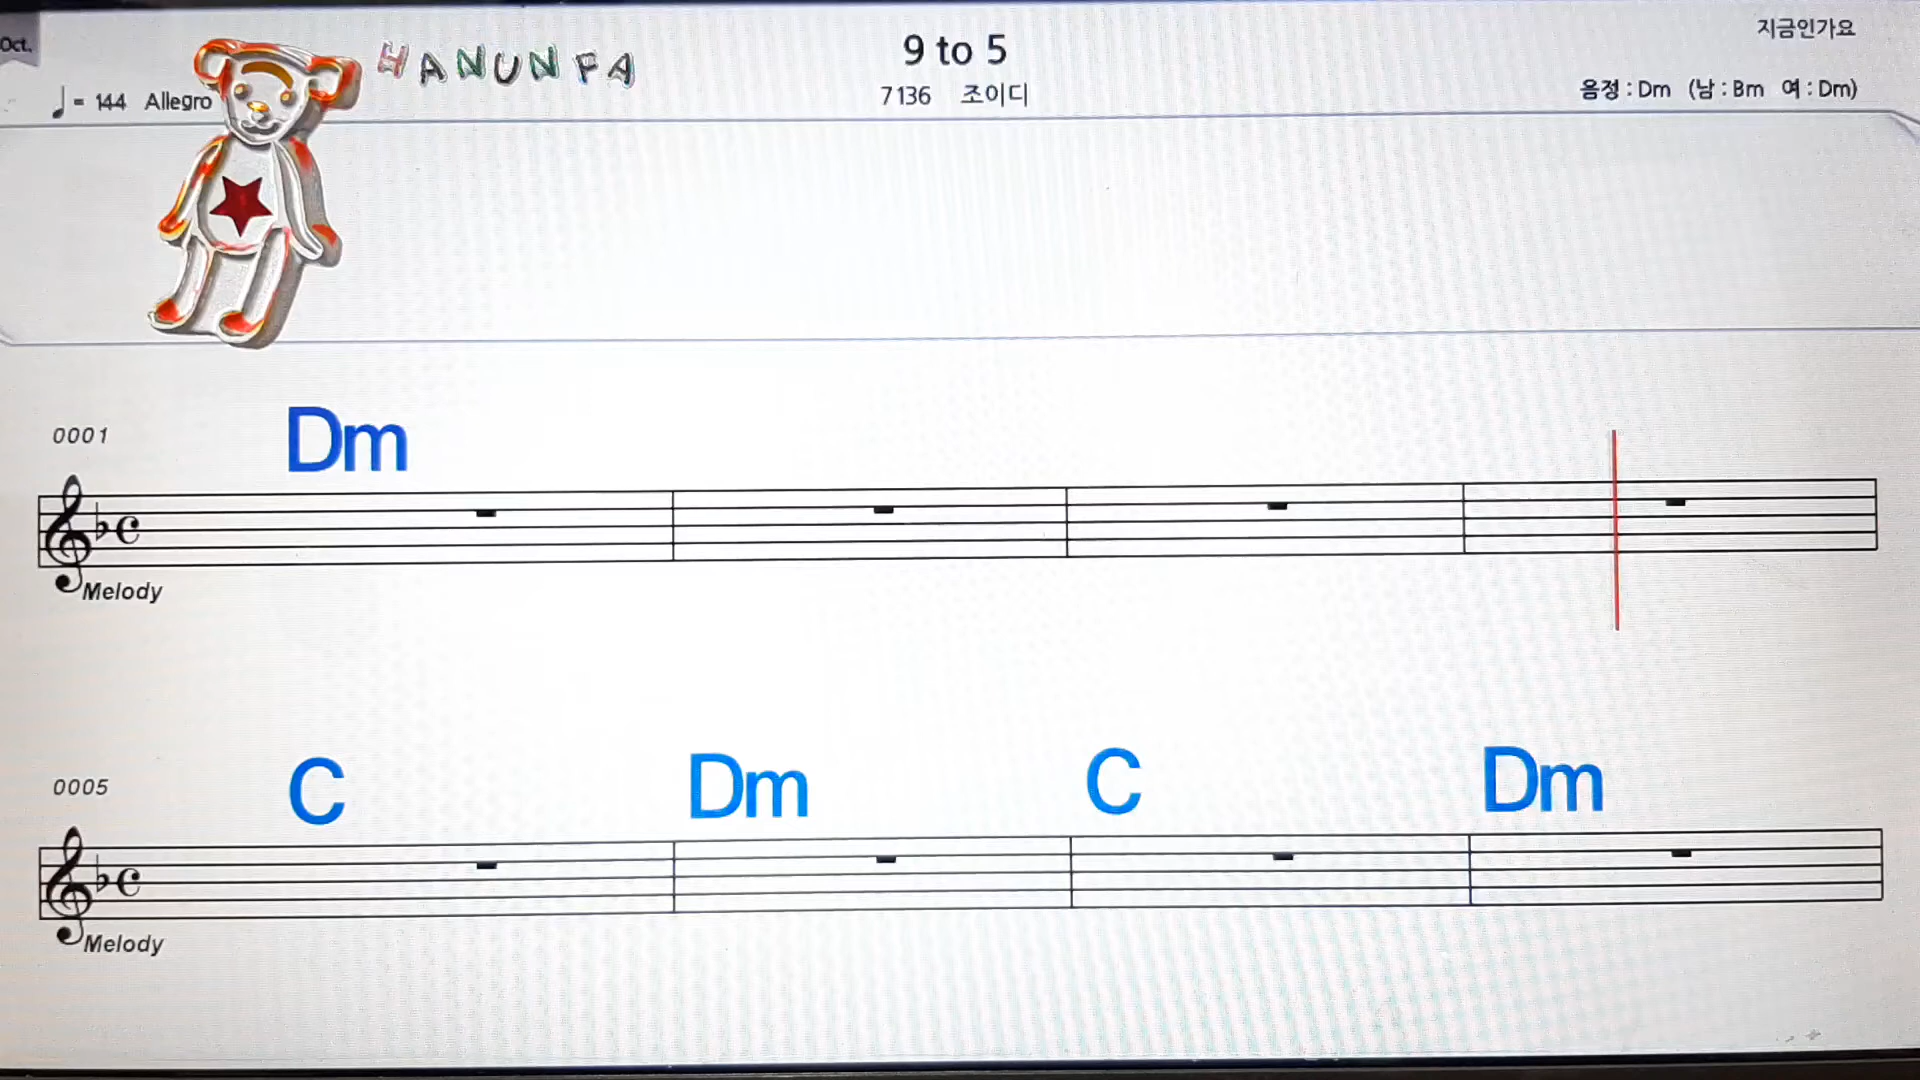 Oct.
HANUNFA
9 to 5
지금인가요
♩= 144 Allegro
7136 조이디
음정 : Dm (남 : Bm 여 : Dm)
0001
Dm
Melody
0005
C Dm C Dm
Melody